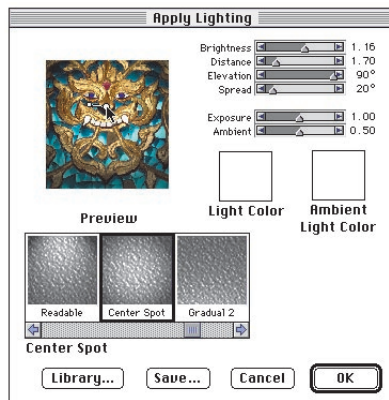 Apply Lighting
Brightness 1.16
Distance 1.70
Elevation 90°
Spread 20°
Exposure 1.00
Ambient 0.50
Preview
Light Color
Ambient
Light Color
Readable
Center Spot
Gradual 2
Center Spot
Library...
Save...
Cancel
OK